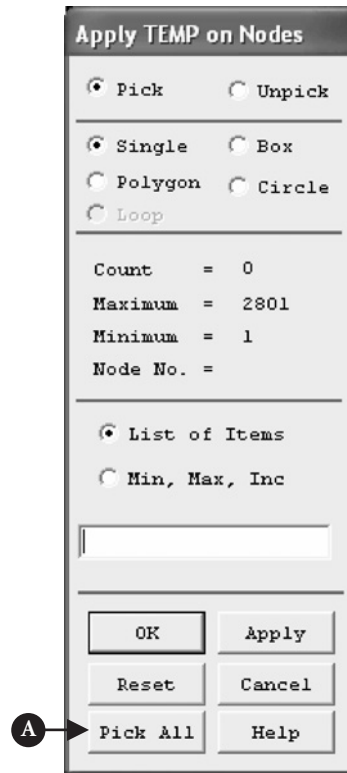 Apply TEMP on Nodes
Pick Unpick
Single Box
Polygon Circle
Loop
Count = 0
Maximum = 2801
Minimum = 1
Node No. =
List of Items
Min, Max, Inc
OK Apply
Reset Cancel
A Pick All Help